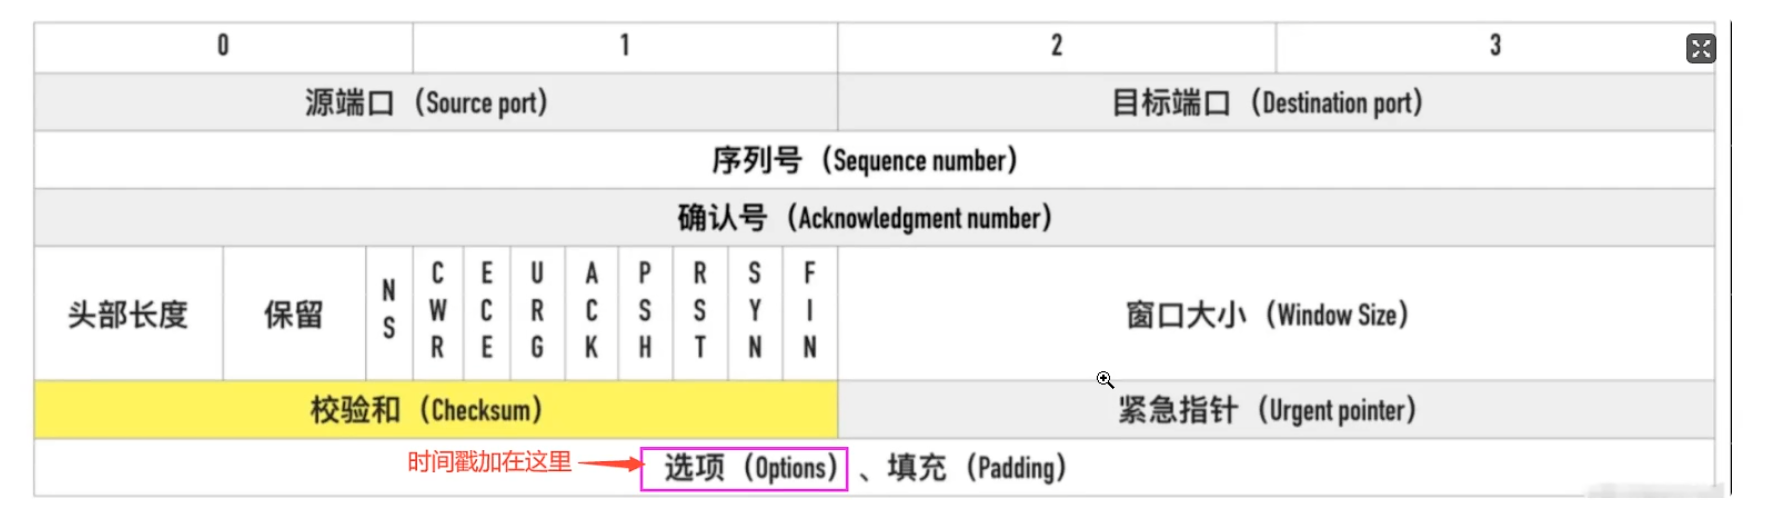 0 1 2 3
源端口（Source port） 目标端口（Destination port）
序列号（Sequence number）
确认号（Acknowledgment number）
头部长度 保留 NS CWR ECE URG ACK PSH RST SYN FIN 窗口大小（Window Size）
校验和（Checksum） 紧急指针（Urgent pointer）
时间戳加在这里 选项（Options）、填充（Padding）